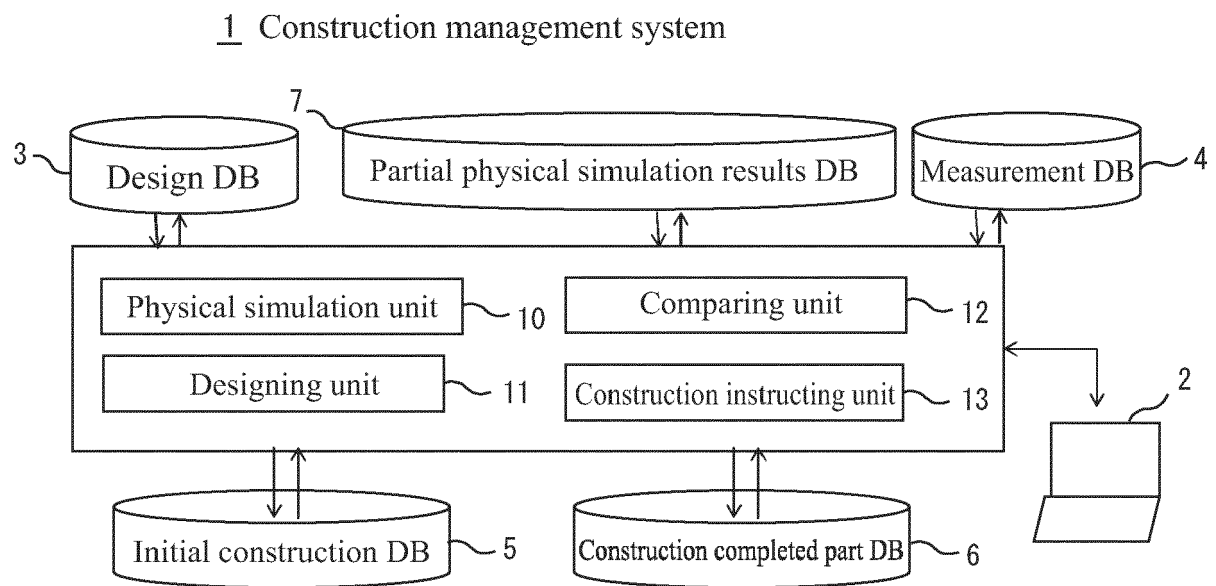 1 Construction management system
7
3
Design DB
Partial physical simulation results DB
Measurement DB
4
Physical simulation unit
10
Comparing unit
12
Designing unit
11
Construction instructing unit
13
2
Initial construction DB
5
Construction completed part DB
6